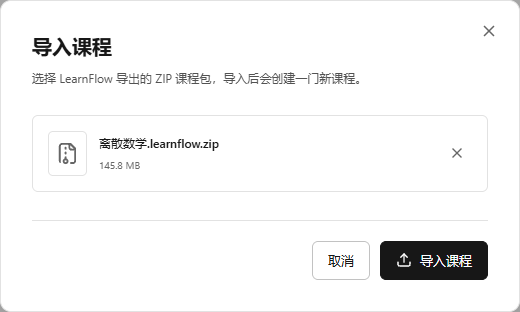 导入课程
选择 LearnFlow 导出的 ZIP 课程包，导入后会创建一门新课程。
离散数学.learnflow.zip
145.8 MB
取消
导入课程